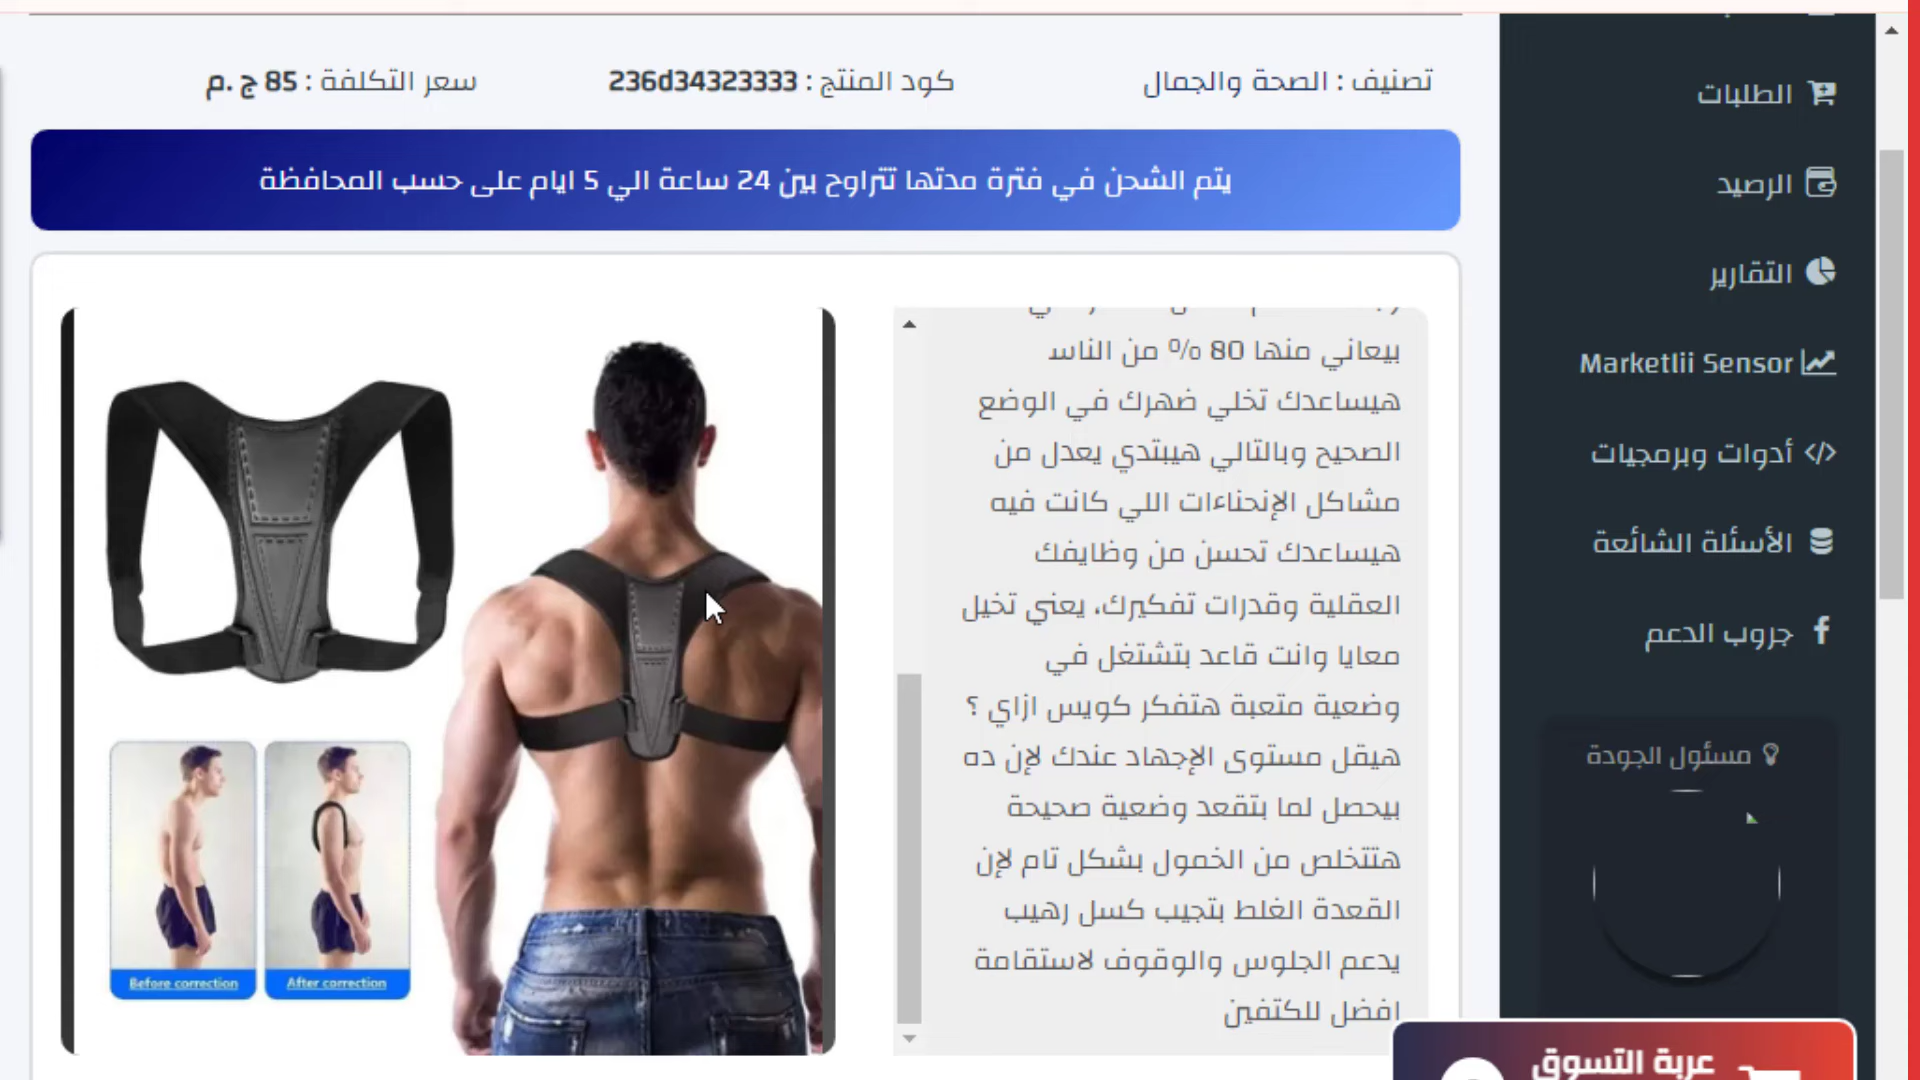 تصنيف : الصحة والجمال
كود المنتج : 236d34323333
سعر التكلفة : 85 ج .م
يتم الشحن في فترة مدتها تتراوح بين 24 ساعة الي 5 ايام على حسب المحافظة
بيعاني منها 80 % من الناس
هيساعدك تخلي ضهرك في الوضع
الصحيح وبالتالي هيبتدي يعدل من
مشاكل الإنحناءات اللي كانت فيه
هيساعدك تحسن من وظايفك
العقلية وقدرات تفكيرك، يعني تخيل
معايا وانت قاعد بتشتغل في
وضعية متعبة هتفكر كويس ازاي ؟
هيقل مستوى الإجهاد عندك لإن ده
بيحصل لما بتقعد وضعية صحيحة
هتتخلص من الخمول بشكل تام لإن
القعدة الغلط بتجيب كسل رهيب
يدعم الجلوس والوقوف لاستقامة
افضل للكتفين
Before correction
After correction
الطلبات
الرصيد
التقارير
Marketlii Sensor
أدوات وبرمجيات
الأسئلة الشائعة
جروب الدعم
مسئول الجودة
عربة التسوق